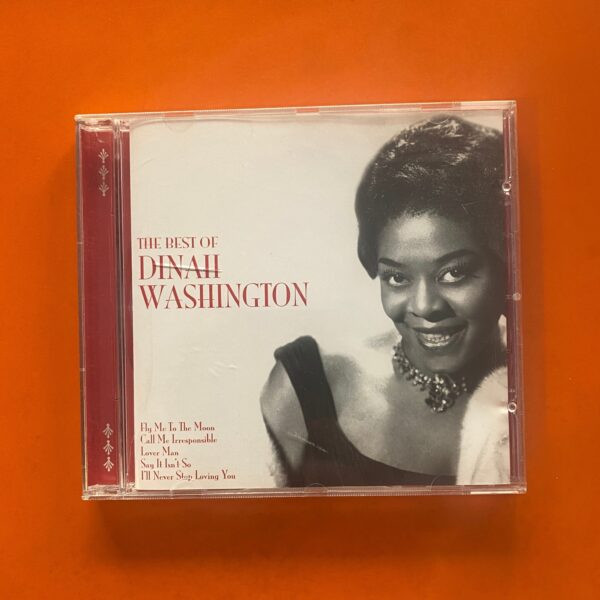 THE BEST OF
DINAH
WASHINGTON
Fly Me To The Moon
Call Me Irresponsible
Lover Man
Say It Isn't So
I'll Never Stop Loving You